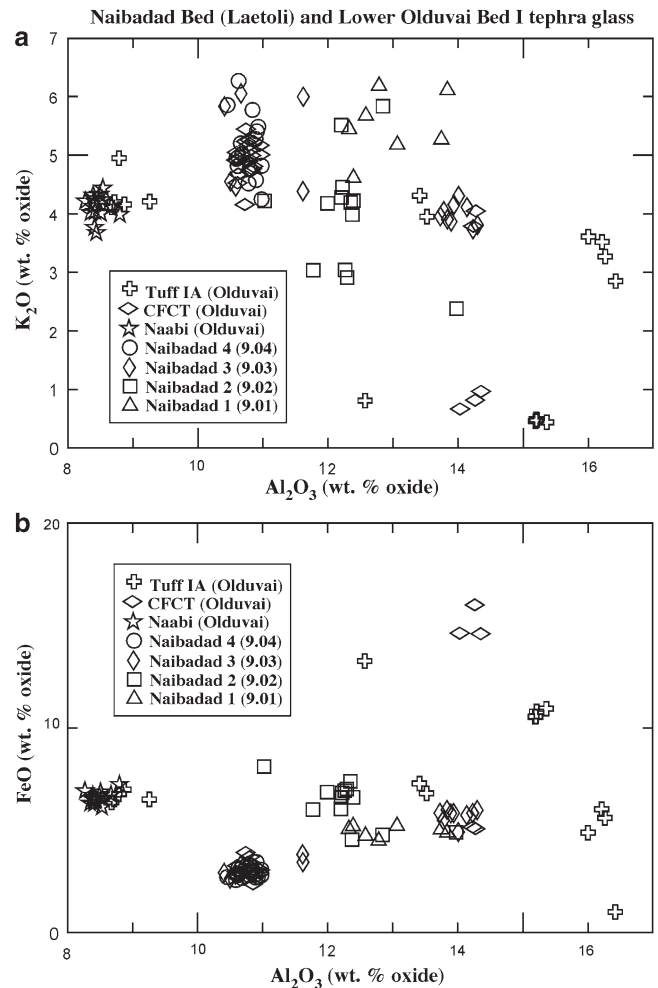 Naibadad Bed (Laetoli) and Lower Olduvai Bed I tephra glass
a
7
6
5
4
3
2
1
0
K2O (wt. % oxide)
Tuff IA (Olduvai)
CFCT (Olduvai)
Naabi (Olduvai)
Naibadad 4 (9.04)
Naibadad 3 (9.03)
Naibadad 2 (9.02)
Naibadad 1 (9.01)
8 10 12 14 16
Al2O3 (wt. % oxide)
b
20
10
0
FeO (wt. % oxide)
Tuff IA (Olduvai)
CFCT (Olduvai)
Naabi (Olduvai)
Naibadad 4 (9.04)
Naibadad 3 (9.03)
Naibadad 2 (9.02)
Naibadad 1 (9.01)
8 10 12 14 16
Al2O3 (wt. % oxide)